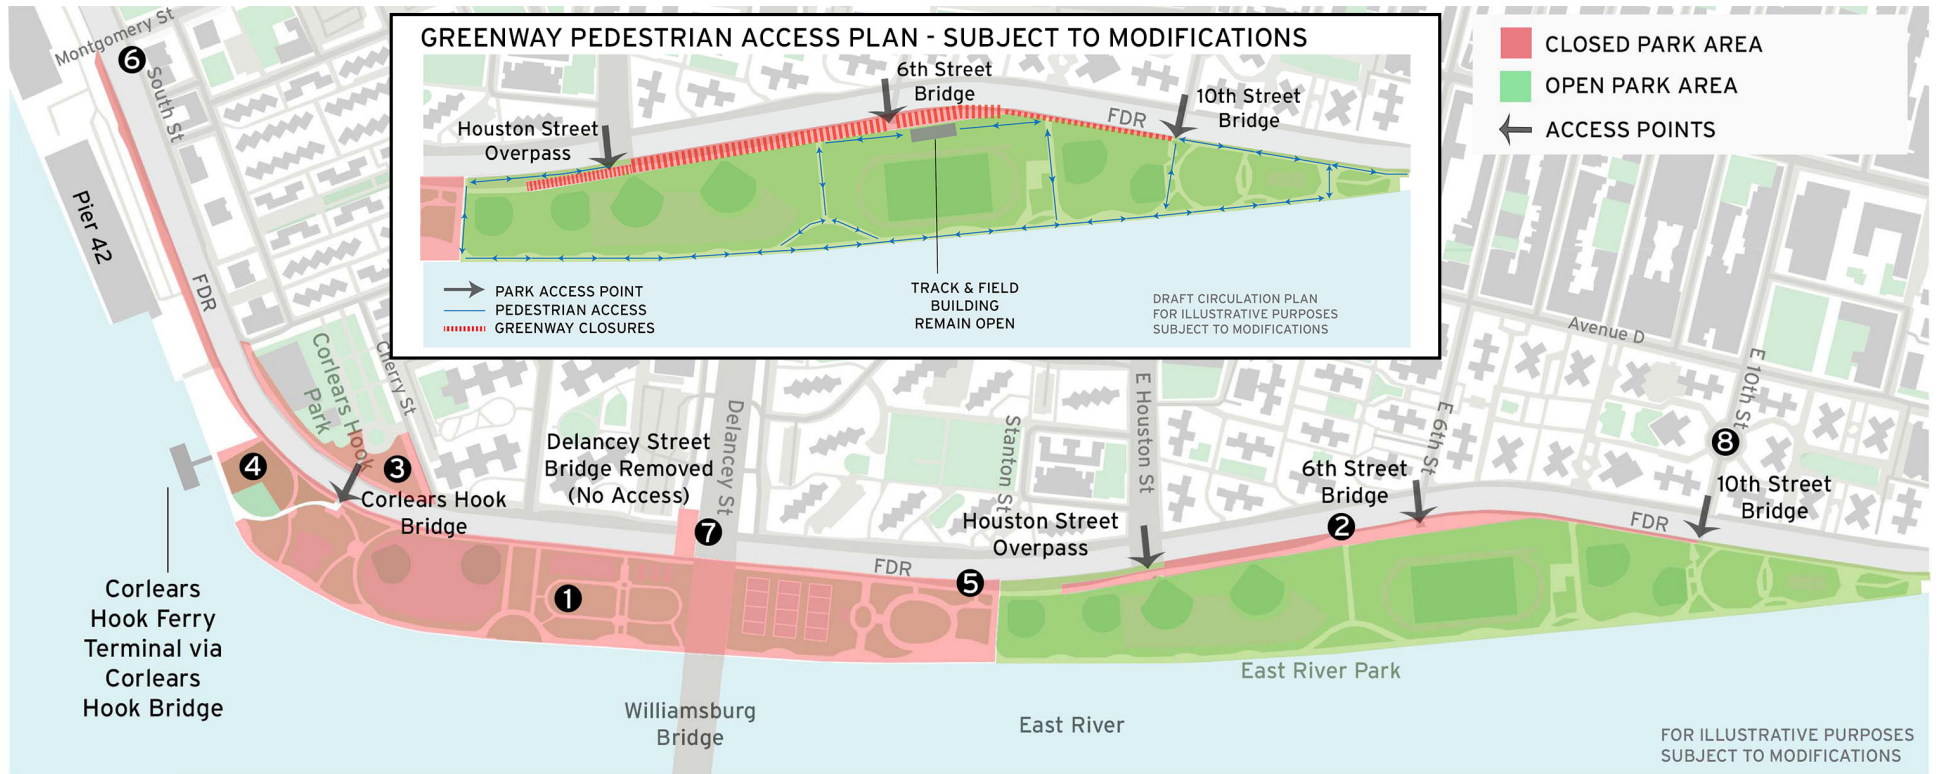 GREENWAY PEDESTRIAN ACCESS PLAN - SUBJECT TO MODIFICATIONS
6th Street
Bridge
10th Street
Bridge
FDR
Houston Street
Overpass
PARK ACCESS POINT
PEDESTRIAN ACCESS
GREENWAY CLOSURES
TRACK & FIELD
BUILDING
REMAIN OPEN
DRAFT CIRCULATION PLAN
FOR ILLUSTRATIVE PURPOSES
SUBJECT TO MODIFICATIONS
CLOSED PARK AREA
OPEN PARK AREA
ACCESS POINTS
Montgomery St
6
South St
Pier 42
FDR
Corlears Hook
Park
Cherry St
4
3
Corlears Hook
Bridge
Corlears
Hook Ferry
Terminal via
Corlears
Hook Bridge
Delancey Street
Bridge Removed
(No Access)
Delancey St
7
1
FDR
5
Stanton St
Houston Street
Overpass
E Houston St
6th Street
Bridge
2
E 6th St
Avenue D
E 10th St
8
10th Street
Bridge
FDR
East River Park
Williamsburg
Bridge
East River
FOR ILLUSTRATIVE PURPOSES
SUBJECT TO MODIFICATIONS